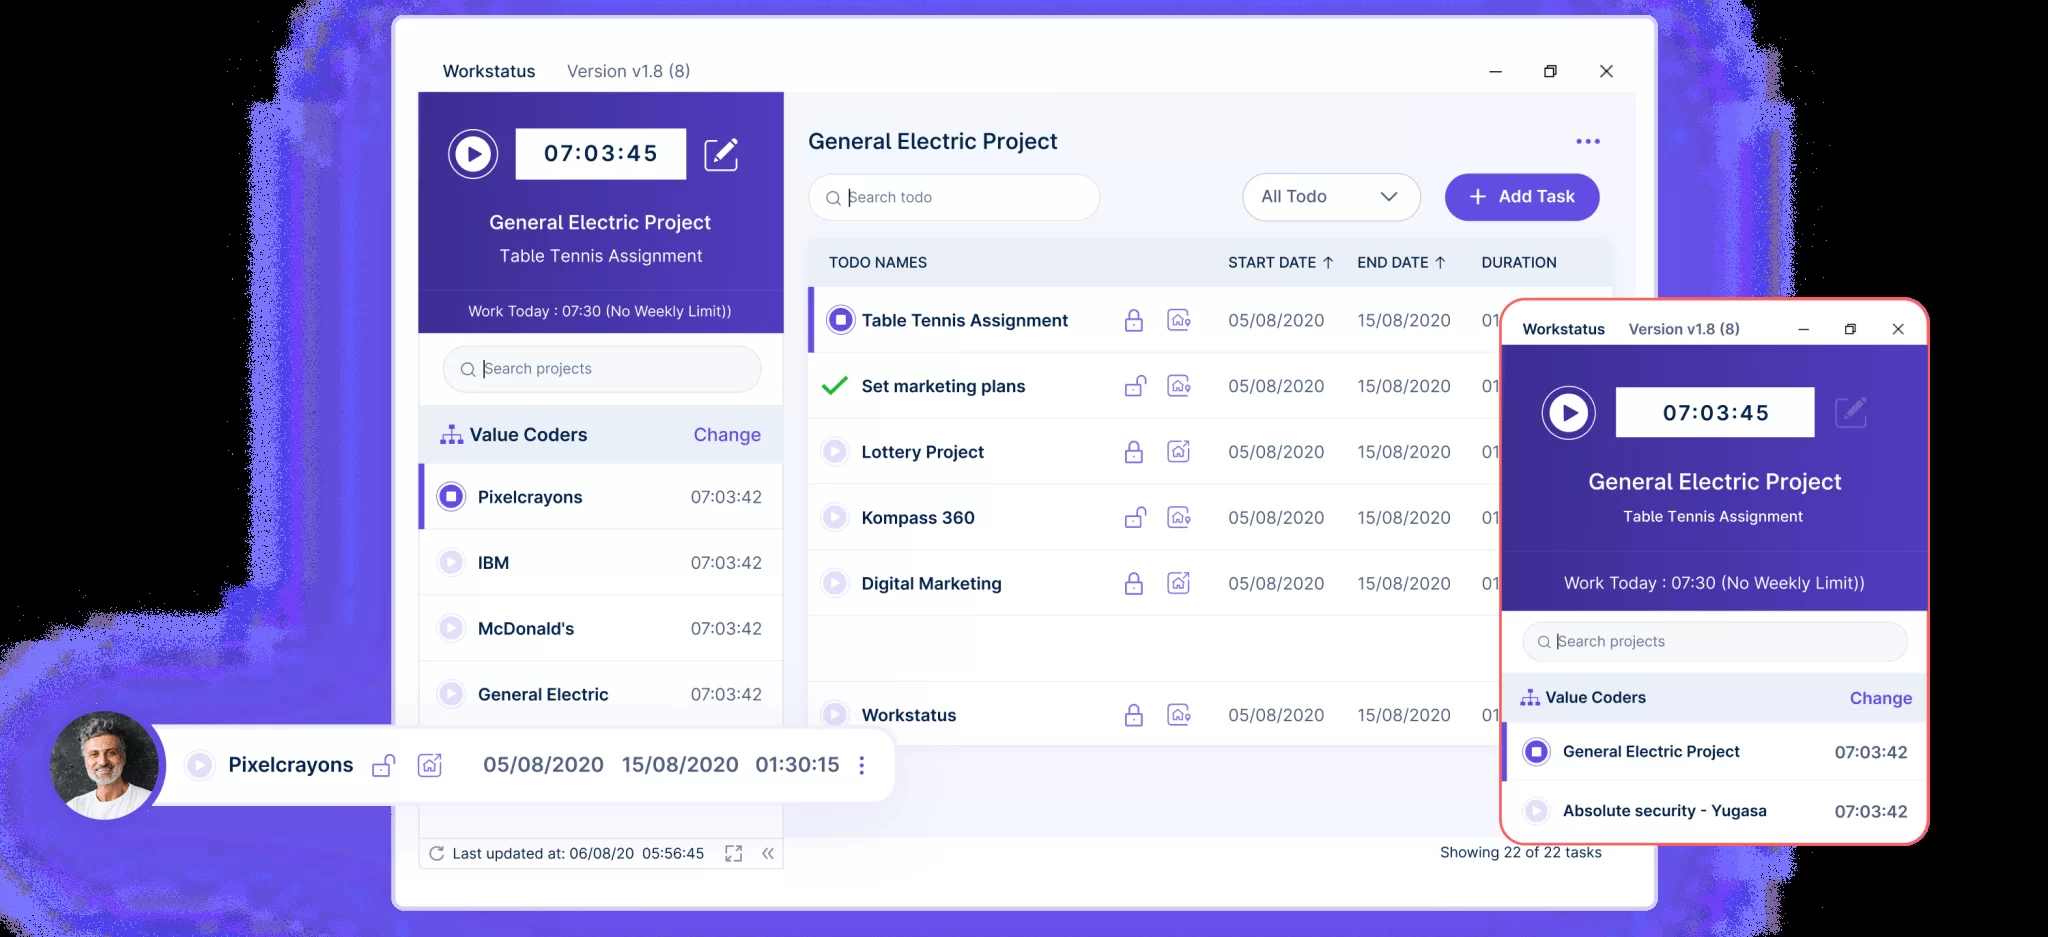 Workstatus Version v1.8 (8)
07:03:45
General Electric Project
Table Tennis Assignment
Work Today : 07:30 (No Weekly Limit))
Search projects
Value Coders Change
Pixelcrayons 07:03:42
IBM 07:03:42
McDonald's 07:03:42
General Electric 07:03:42
Pixelcrayons 05/08/2020 15/08/2020 01:30:15
Last updated at: 06/08/20 05:56:45
General Electric Project
Search todo
All Todo
+ Add Task
TODO NAMES START DATE ↑ END DATE ↑ DURATION
Table Tennis Assignment 05/08/2020 15/08/2020 01
Set marketing plans 05/08/2020 15/08/2020 01
Lottery Project 05/08/2020 15/08/2020 01
Kompass 360 05/08/2020 15/08/2020 01
Digital Marketing 05/08/2020 15/08/2020 01
Workstatus 05/08/2020 15/08/2020 01
Showing 22 of 22 tasks
Workstatus Version v1.8 (8)
07:03:45
General Electric Project
Table Tennis Assignment
Work Today : 07:30 (No Weekly Limit))
Search projects
Value Coders Change
General Electric Project 07:03:42
Absolute security - Yugasa 07:03:42